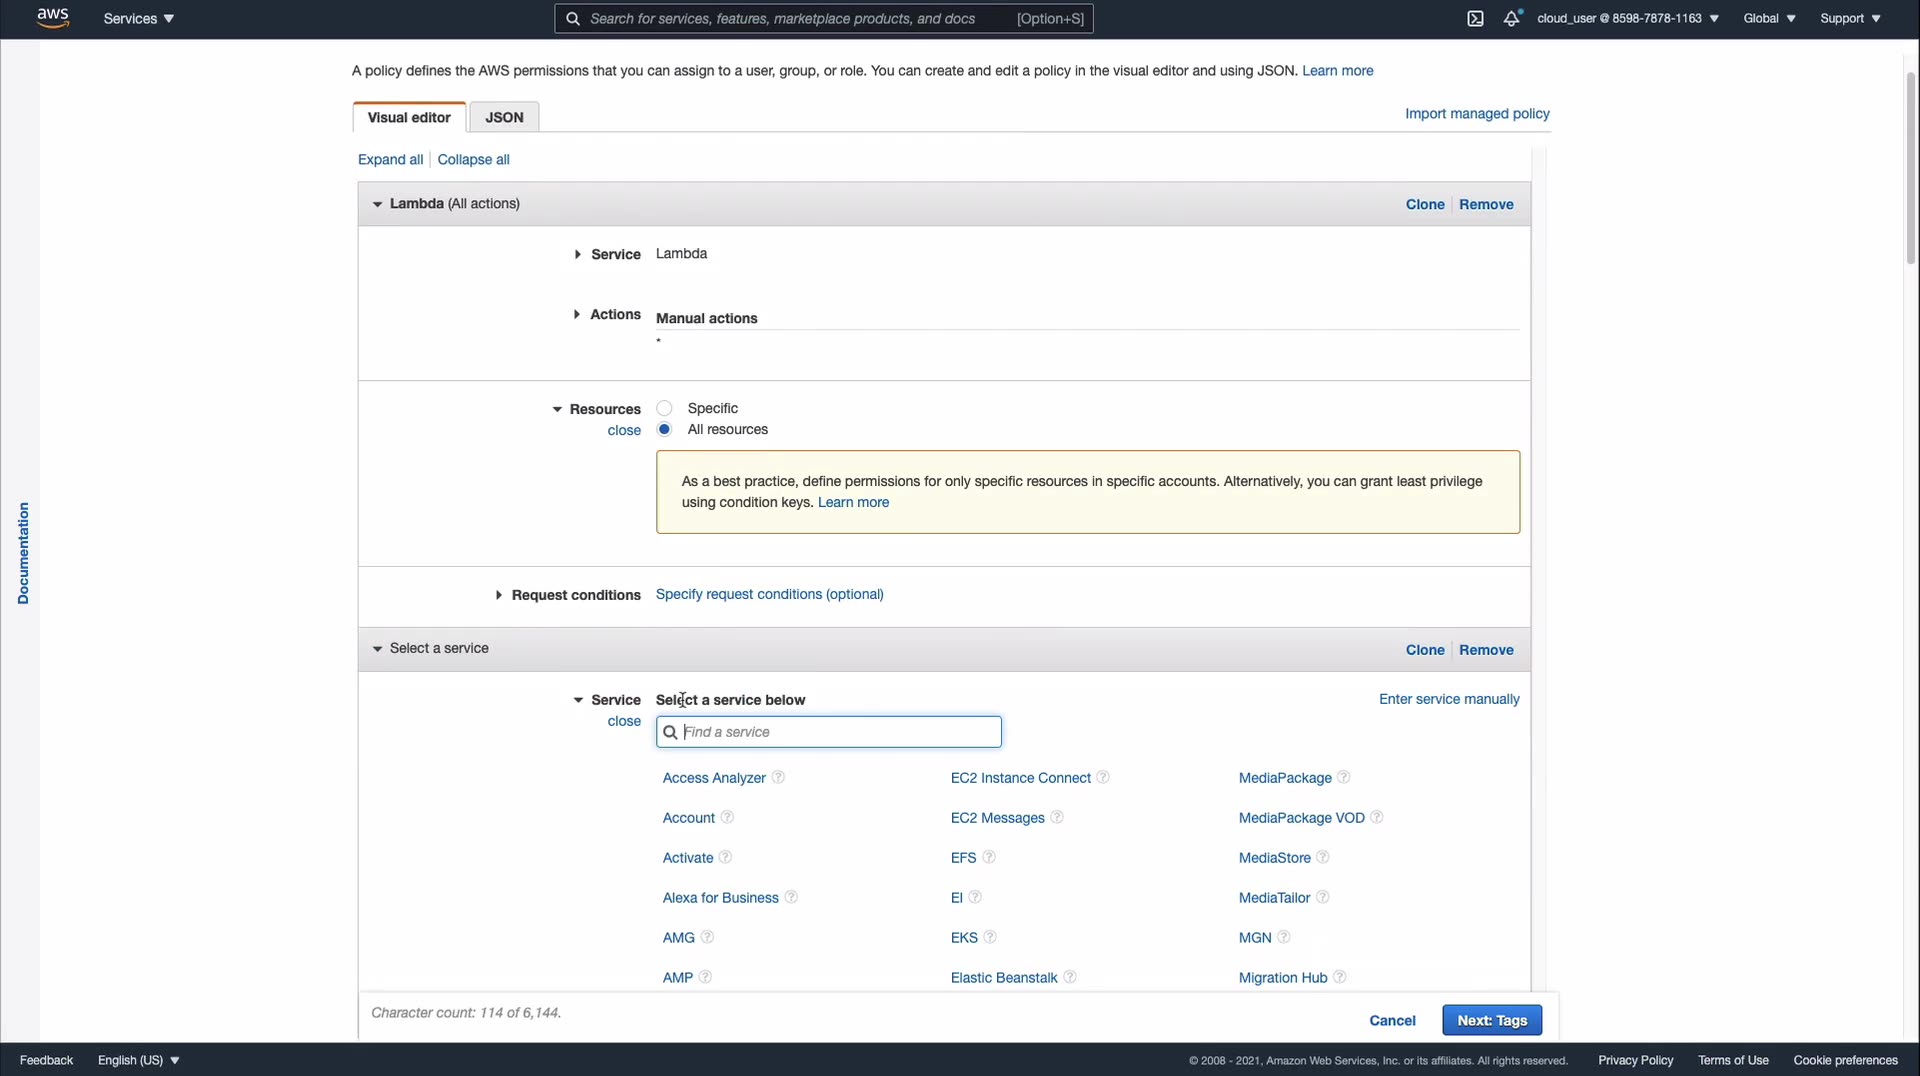 aws Services Search for services, features, marketplace products, and docs [Option+S] cloud_user @ 8598-7878-1163 Global Support
A policy defines the AWS permissions that you can assign to a user, group, or role. You can create and edit a policy in the visual editor and using JSON. Learn more
Visual editor JSON Import managed policy
Expand all Collapse all
Lambda (All actions) Clone Remove
Service Lambda
Actions Manual actions
*
Resources Specific
close All resources
As a best practice, define permissions for only specific resources in specific accounts. Alternatively, you can grant least privilege
using condition keys. Learn more
Documentation
Request conditions Specify request conditions (optional)
Select a service Clone Remove
Service Select a service below Enter service manually
close Find a service
Access Analyzer ? EC2 Instance Connect ? MediaPackage ?
Account ? EC2 Messages ? MediaPackage VOD ?
Activate ? EFS ? MediaStore ?
Alexa for Business ? EI ? MediaTailor ?
AMG ? EKS ? MGN ?
AMP ? Elastic Beanstalk ? Migration Hub ?
Character count: 114 of 6,144. Cancel Next: Tags
Feedback English (US) © 2008 - 2021, Amazon Web Services, Inc. or its affiliates. All rights reserved. Privacy Policy Terms of Use Cookie preferences